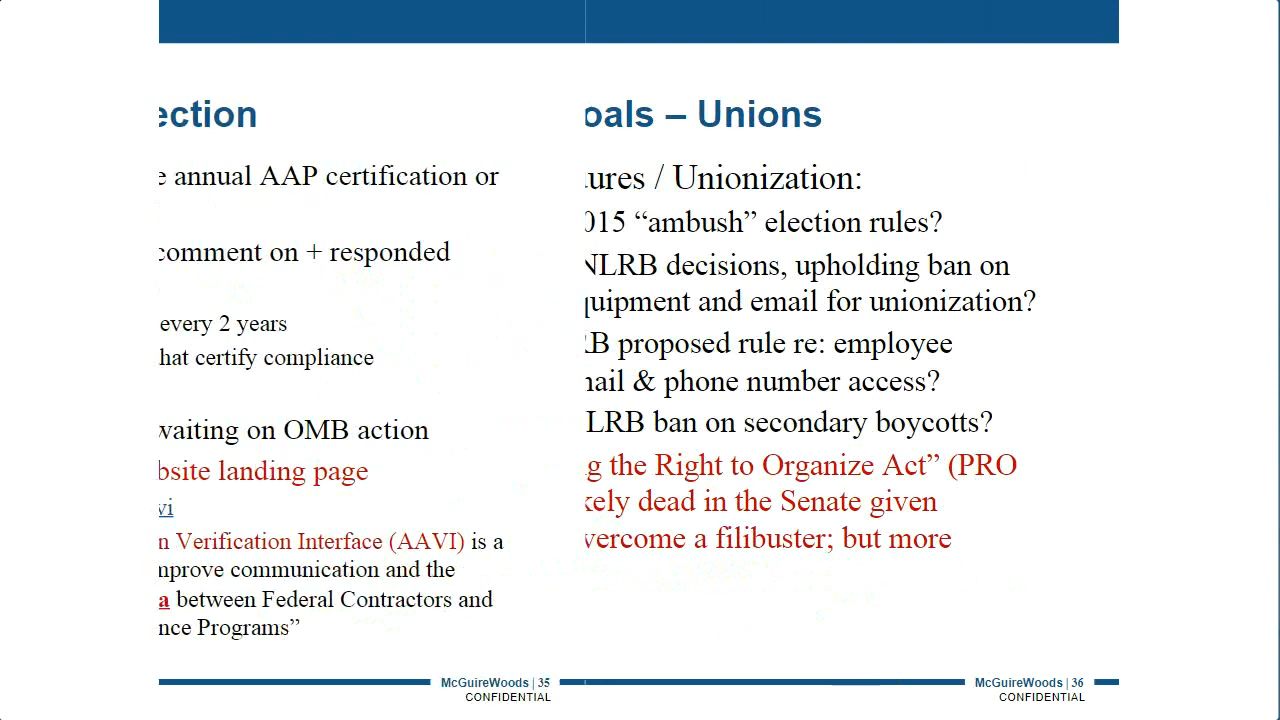 ection
e annual AAP certification or
comment on + responded
every 2 years
hat certify compliance
waiting on OMB action
bsite landing page
vi
n Verification Interface (AAVI) is a
mprove communication and the
a between Federal Contractors and
nce Programs”
McGuireWoods | 35
CONFIDENTIAL
oals – Unions
ures / Unionization:
015 “ambush” election rules?
NLRB decisions, upholding ban on
quipment and email for unionization?
RB proposed rule re: employee
mail & phone number access?
LRB ban on secondary boycotts?
g the Right to Organize Act” (PRO
kely dead in the Senate given
vercome a filibuster; but more
McGuireWoods | 36
CONFIDENTIAL